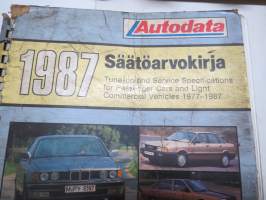 Autodata
1987
Säätöarvokirja
Tune-up and Service Specifications
for Passenger Cars and Light
Commercial Vehicles 1977-1987